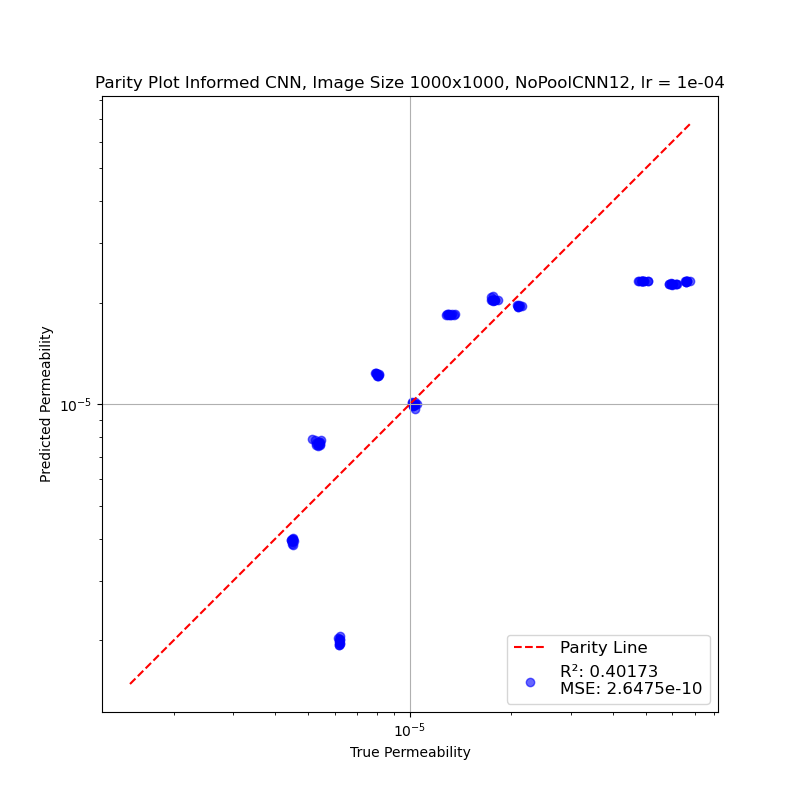 Parity Plot Informed CNN, Image Size 1000x1000, NoPoolCNN12, lr = 1e-04
Predicted Permeability
10⁻⁵
Parity Line
R²: 0.40173
MSE: 2.6475e-10
10⁻⁵
True Permeability